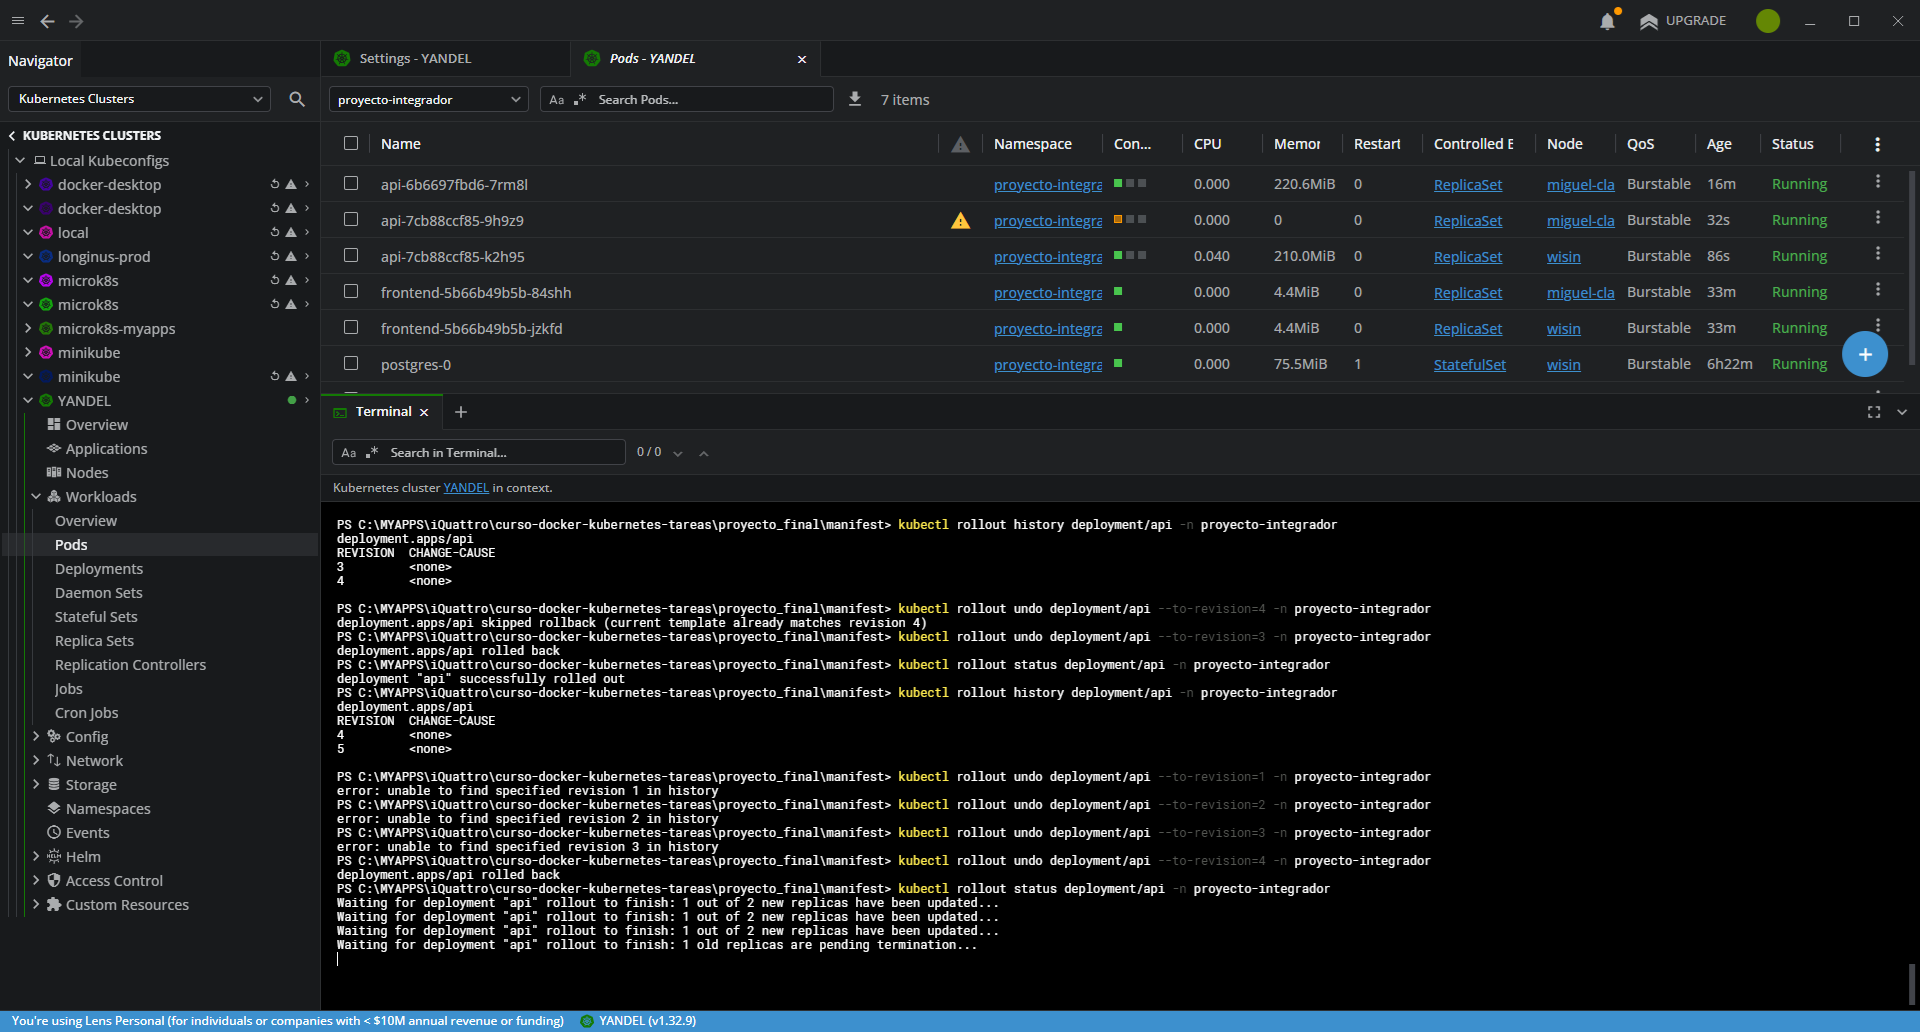 UPGRADE
Navigator
Settings - YANDEL
Pods - YANDEL
Kubernetes Clusters
proyecto-integrador
Aa .* Search Pods...
7 items
KUBERNETES CLUSTERS
Local Kubeconfigs
docker-desktop
docker-desktop
local
longinus-prod
microk8s
microk8s
microk8s-myapps
minikube
minikube
YANDEL
Overview
Applications
Nodes
Workloads
Overview
Pods
Deployments
Daemon Sets
Stateful Sets
Replica Sets
Replication Controllers
Jobs
Cron Jobs
Config
Network
Storage
Namespaces
Events
Helm
Access Control
Custom Resources
Name Namespace Con... CPU Memor Restart Controlled E Node QoS Age Status
api-6b6697fbd6-7rm8l proyecto-integra 0.000 220.6MiB 0 ReplicaSet miguel-cla Burstable 16m Running
api-7cb88ccf85-9h9z9 proyecto-integra 0.000 0 0 ReplicaSet miguel-cla Burstable 32s Running
api-7cb88ccf85-k2h95 proyecto-integra 0.040 210.0MiB 0 ReplicaSet wisin Burstable 86s Running
frontend-5b66b49b5b-84shh proyecto-integra 0.000 4.4MiB 0 ReplicaSet miguel-cla Burstable 33m Running
frontend-5b66b49b5b-jzkfd proyecto-integra 0.000 4.4MiB 0 ReplicaSet wisin Burstable 33m Running
postgres-0 proyecto-integra 0.000 75.5MiB 1 StatefulSet wisin Burstable 6h22m Running
Terminal
Aa .* Search in Terminal... 0 / 0
Kubernetes cluster YANDEL in context.
PS C:\MYAPPS\iQuattro\curso-docker-kubernetes-tareas\proyecto_final\manifest> kubectl rollout history deployment/api -n proyecto-integrador
deployment.apps/api
REVISION CHANGE-CAUSE
3 <none>
4 <none>
PS C:\MYAPPS\iQuattro\curso-docker-kubernetes-tareas\proyecto_final\manifest> kubectl rollout undo deployment/api --to-revision=4 -n proyecto-integrador
deployment.apps/api skipped rollback (current template already matches revision 4)
PS C:\MYAPPS\iQuattro\curso-docker-kubernetes-tareas\proyecto_final\manifest> kubectl rollout undo deployment/api --to-revision=3 -n proyecto-integrador
deployment.apps/api rolled back
PS C:\MYAPPS\iQuattro\curso-docker-kubernetes-tareas\proyecto_final\manifest> kubectl rollout status deployment/api -n proyecto-integrador
deployment "api" successfully rolled out
PS C:\MYAPPS\iQuattro\curso-docker-kubernetes-tareas\proyecto_final\manifest> kubectl rollout history deployment/api -n proyecto-integrador
deployment.apps/api
REVISION CHANGE-CAUSE
4 <none>
5 <none>
PS C:\MYAPPS\iQuattro\curso-docker-kubernetes-tareas\proyecto_final\manifest> kubectl rollout undo deployment/api --to-revision=1 -n proyecto-integrador
error: unable to find specified revision 1 in history
PS C:\MYAPPS\iQuattro\curso-docker-kubernetes-tareas\proyecto_final\manifest> kubectl rollout undo deployment/api --to-revision=2 -n proyecto-integrador
error: unable to find specified revision 2 in history
PS C:\MYAPPS\iQuattro\curso-docker-kubernetes-tareas\proyecto_final\manifest> kubectl rollout undo deployment/api --to-revision=3 -n proyecto-integrador
error: unable to find specified revision 3 in history
PS C:\MYAPPS\iQuattro\curso-docker-kubernetes-tareas\proyecto_final\manifest> kubectl rollout undo deployment/api --to-revision=4 -n proyecto-integrador
deployment.apps/api rolled back
PS C:\MYAPPS\iQuattro\curso-docker-kubernetes-tareas\proyecto_final\manifest> kubectl rollout status deployment/api -n proyecto-integrador
Waiting for deployment "api" rollout to finish: 1 out of 2 new replicas have been updated...
Waiting for deployment "api" rollout to finish: 1 out of 2 new replicas have been updated...
Waiting for deployment "api" rollout to finish: 1 out of 2 new replicas have been updated...
Waiting for deployment "api" rollout to finish: 1 old replicas are pending termination...
You're using Lens Personal (for individuals or companies with < $10M annual revenue or funding) YANDEL (v1.32.9)